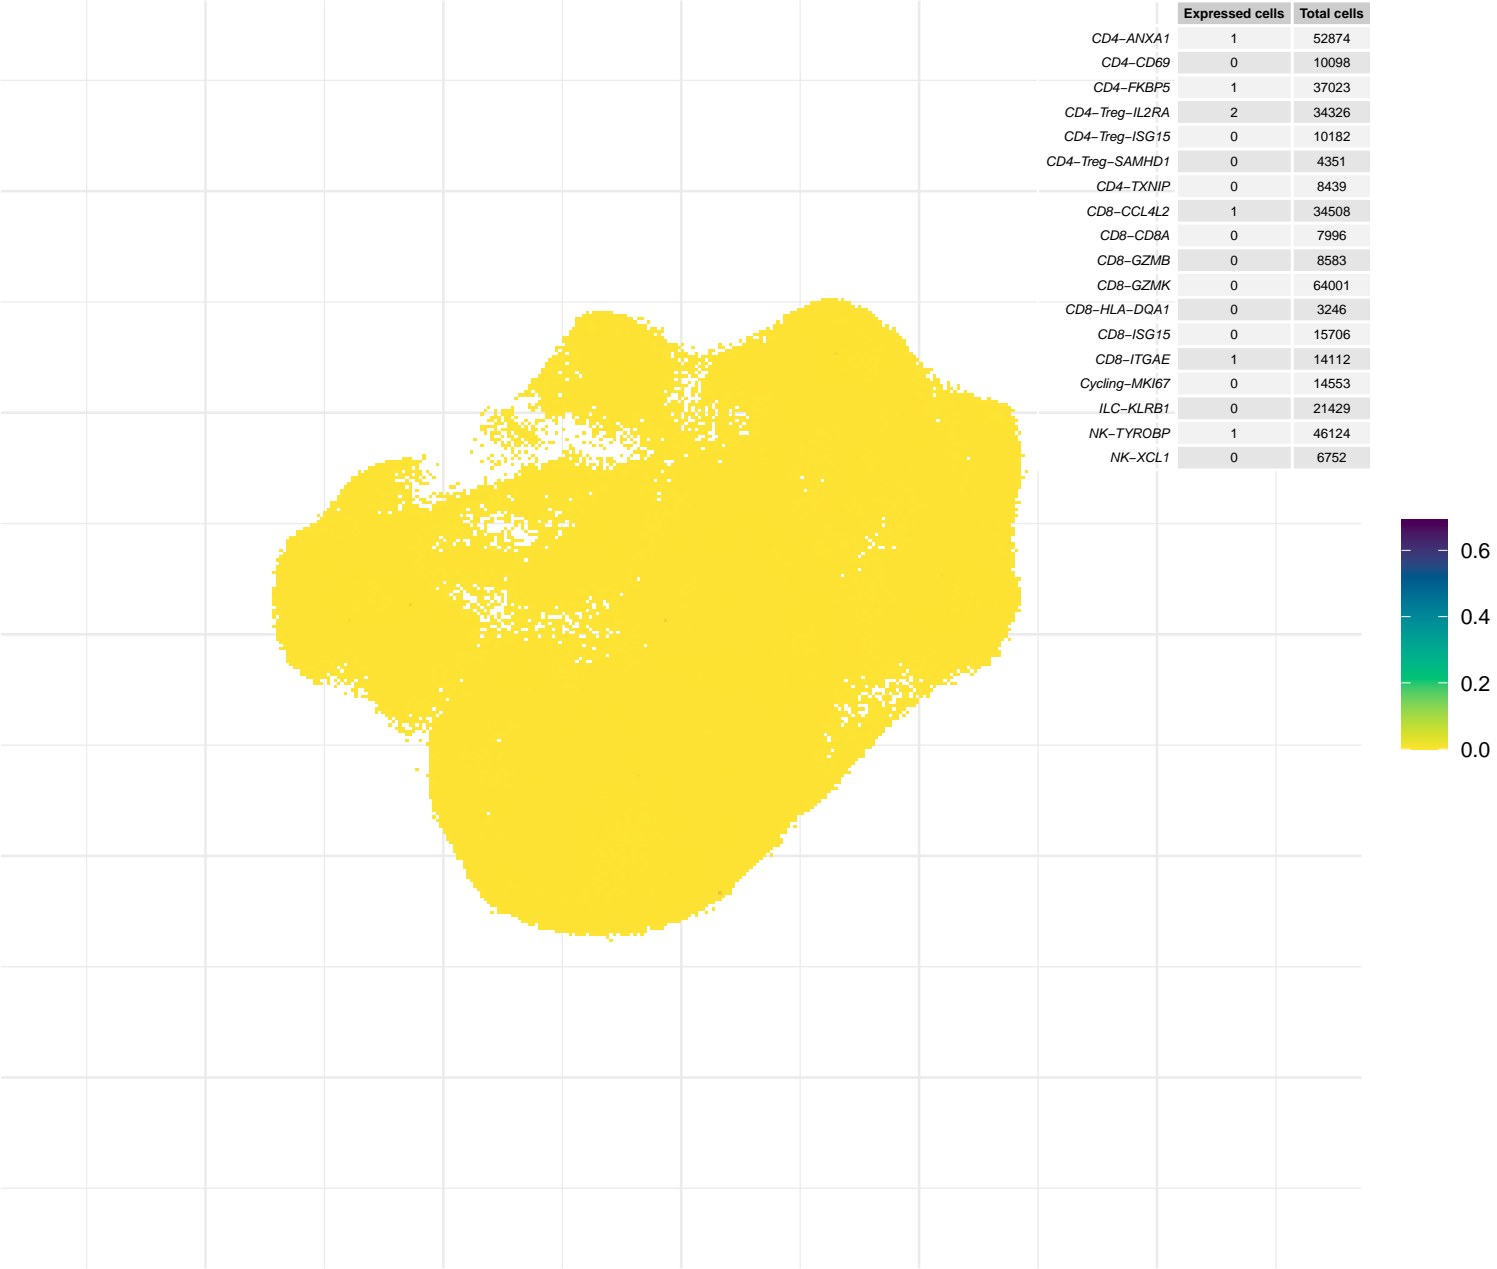 Expressed cells Total cells
CD4−ANXA1 1 52874
CD4−CD69 0 10098
CD4−FKBP5 1 37023
CD4−Treg−IL2RA 2 34326
CD4−Treg−ISG15 0 10182
CD4−Treg−SAMHD1 0 4351
CD4−TXNIP 0 8439
CD8−CCL4L2 1 34508
CD8−CD8A 0 7996
CD8−GZMB 0 8583
CD8−GZMK 0 64001
CD8−HLA−DQA1 0 3246
CD8−ISG15 0 15706
CD8−ITGAE 1 14112
Cycling−MKI67 0 14553
ILC−KLRB1 0 21429
NK−TYROBP 1 46124
NK−XCL1 0 6752
0.6
0.4
0.2
0.0